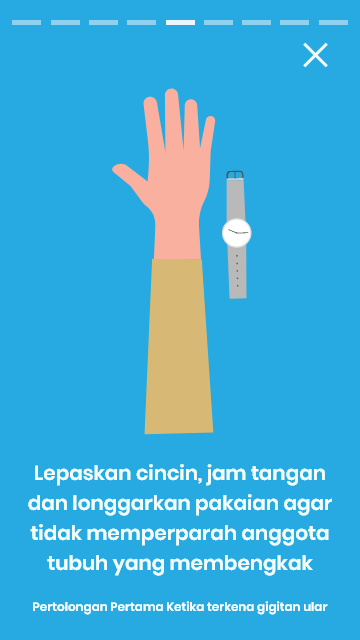 Lepaskan cincin, jam tangan
dan longgarkan pakaian agar
tidak memperparah anggota
tubuh yang membengkak
Pertolongan Pertama Ketika terkena gigitan ular